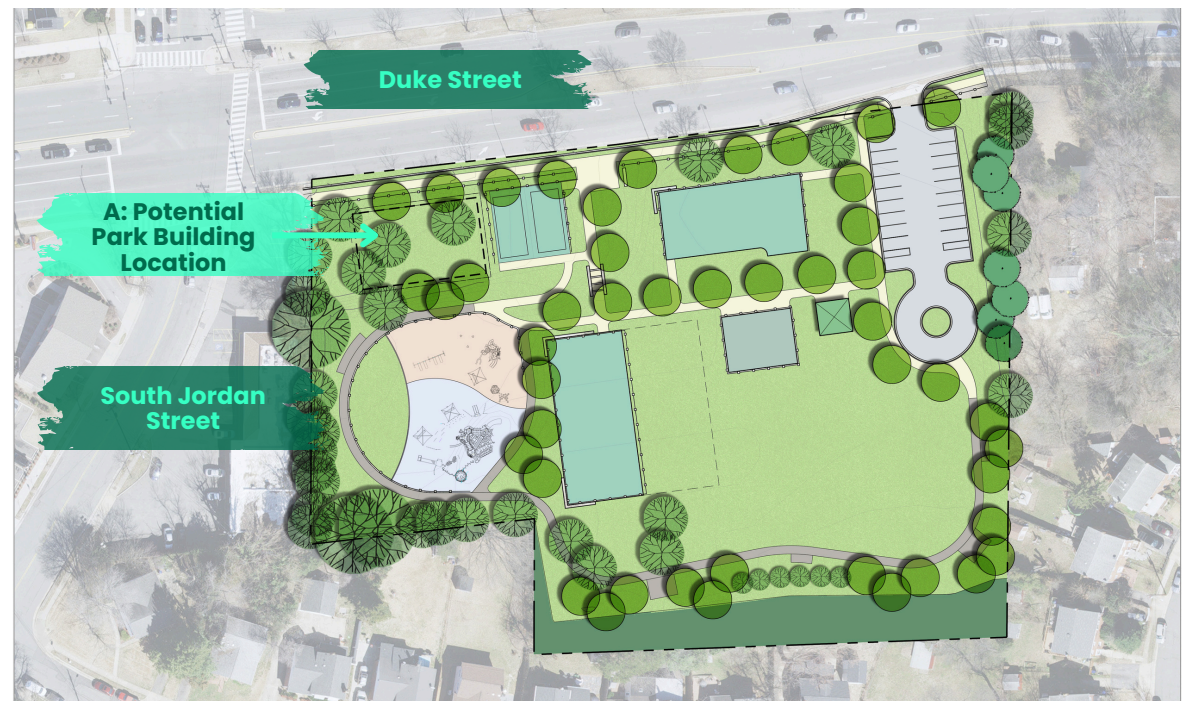 Duke Street
A: Potential
Park Building
Location
South Jordan
Street